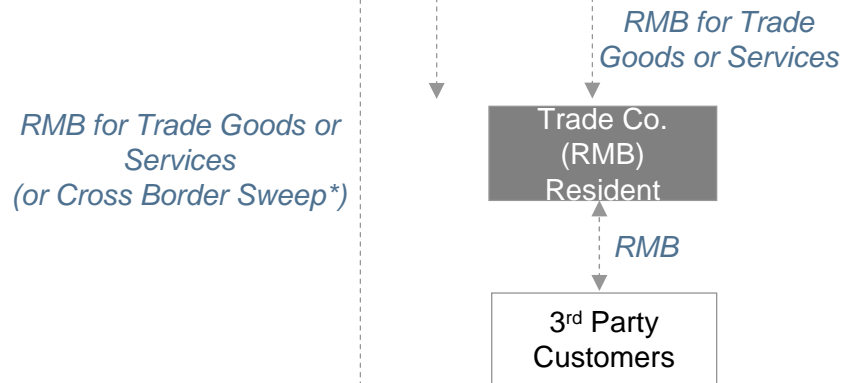 RMB for Trade
Goods or Services
RMB for Trade Goods or
Services
(or Cross Border Sweep*)
Trade Co.
(RMB)
Resident
RMB
3rd Party
Customers